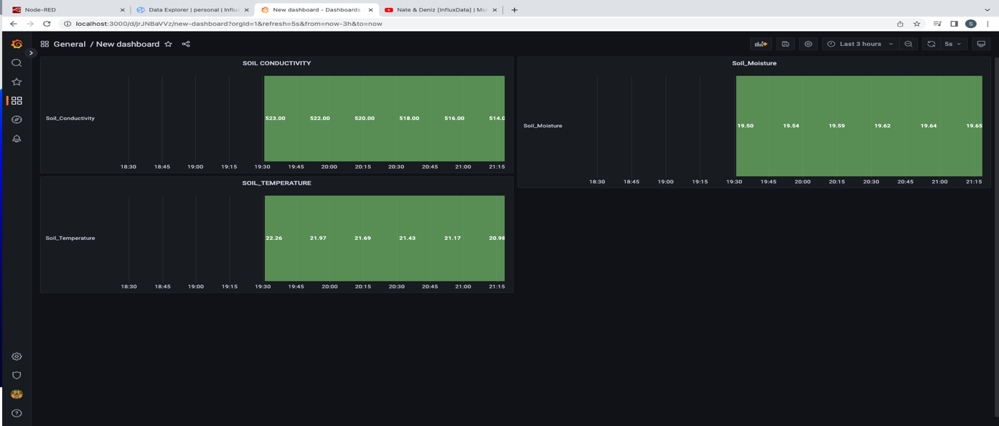 Node-RED
Data Explorer | personal | Influx
New dashboard - Dashboards
Nate & Deniz [InfluxData] | Mo
localhost:3000/d/jrJNBaVVz/new-dashboard?orgId=1&refresh=5s&from=now-3h&to=now
S
General / New dashboard
Last 3 hours
5s
SOIL CONDUCTIVITY
Soil_Conductivity
523.00 522.00 520.00 518.00 516.00 514.0
18:30 18:45 19:00 19:15 19:30 19:45 20:00 20:15 20:30 20:45 21:00 21:15
Soil_Moisture
Soil_Moisture
19.50 19.54 19.59 19.62 19.64 19.65
18:30 18:45 19:00 19:15 19:30 19:45 20:00 20:15 20:30 20:45 21:00 21:15
SOIL_TEMPERATURE
Soil_Temperature
22.26 21.97 21.69 21.43 21.17 20.98
18:30 18:45 19:00 19:15 19:30 19:45 20:00 20:15 20:30 20:45 21:00 21:15